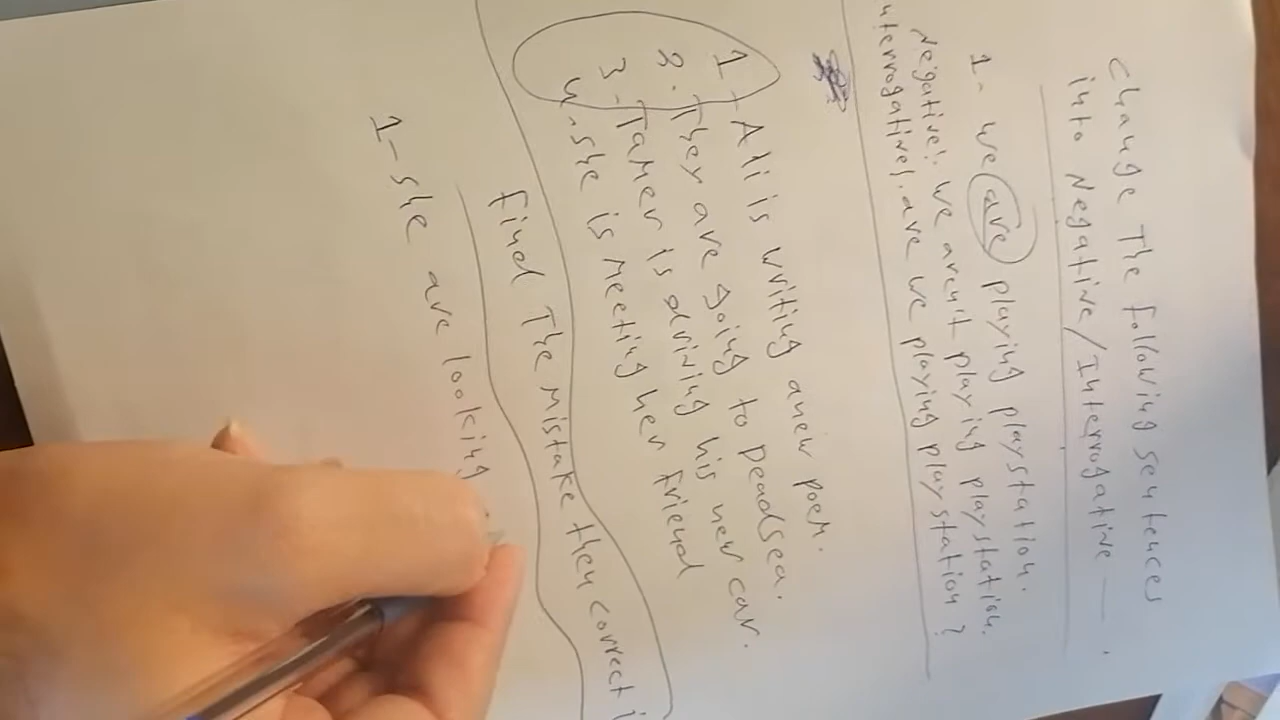 Change The following sentences
into Negative/Interrogative
1- we are playing playstation.
Negative: we aren't playing playstation.
nterrogative: are we playing playstation?
1- Ali is writing anew poem.
2. They are going to Deadsea.
3- Tamer is driving his new car.
4- she is meeting her friend
find The mistake then correct i
1- she are looking